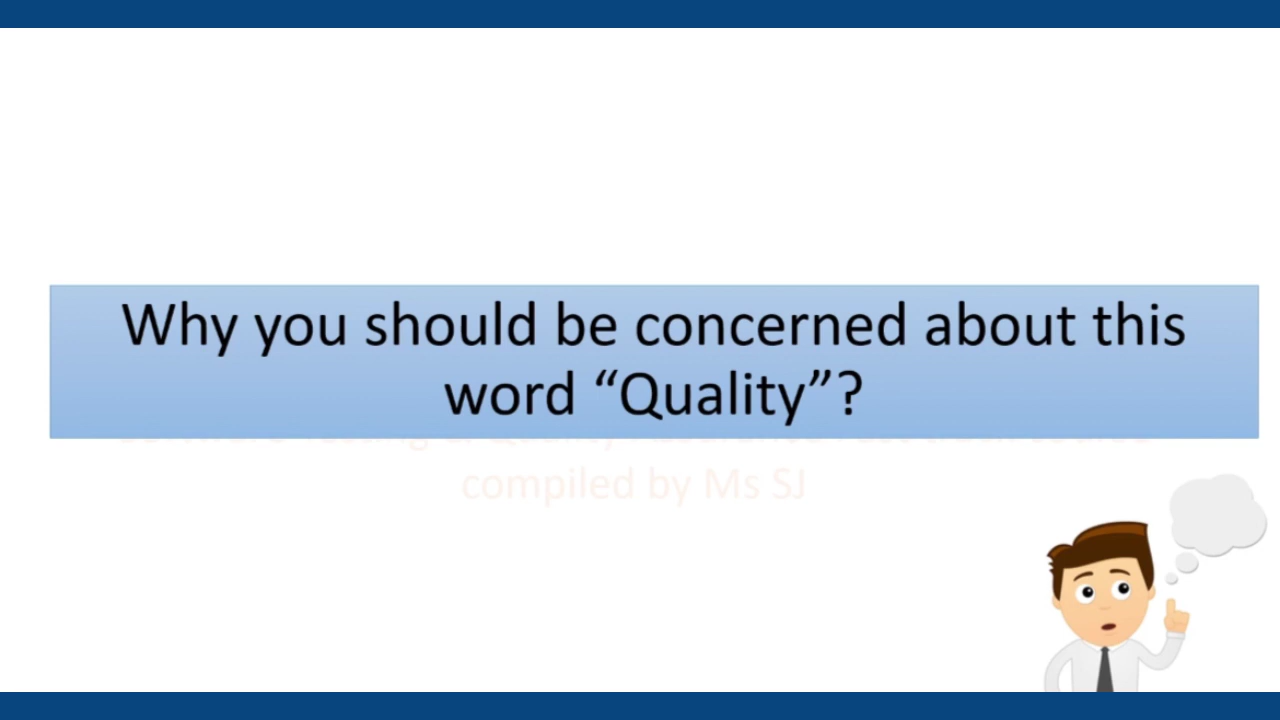 Why you should be concerned about this
word “Quality”?
compiled by Ms SJ